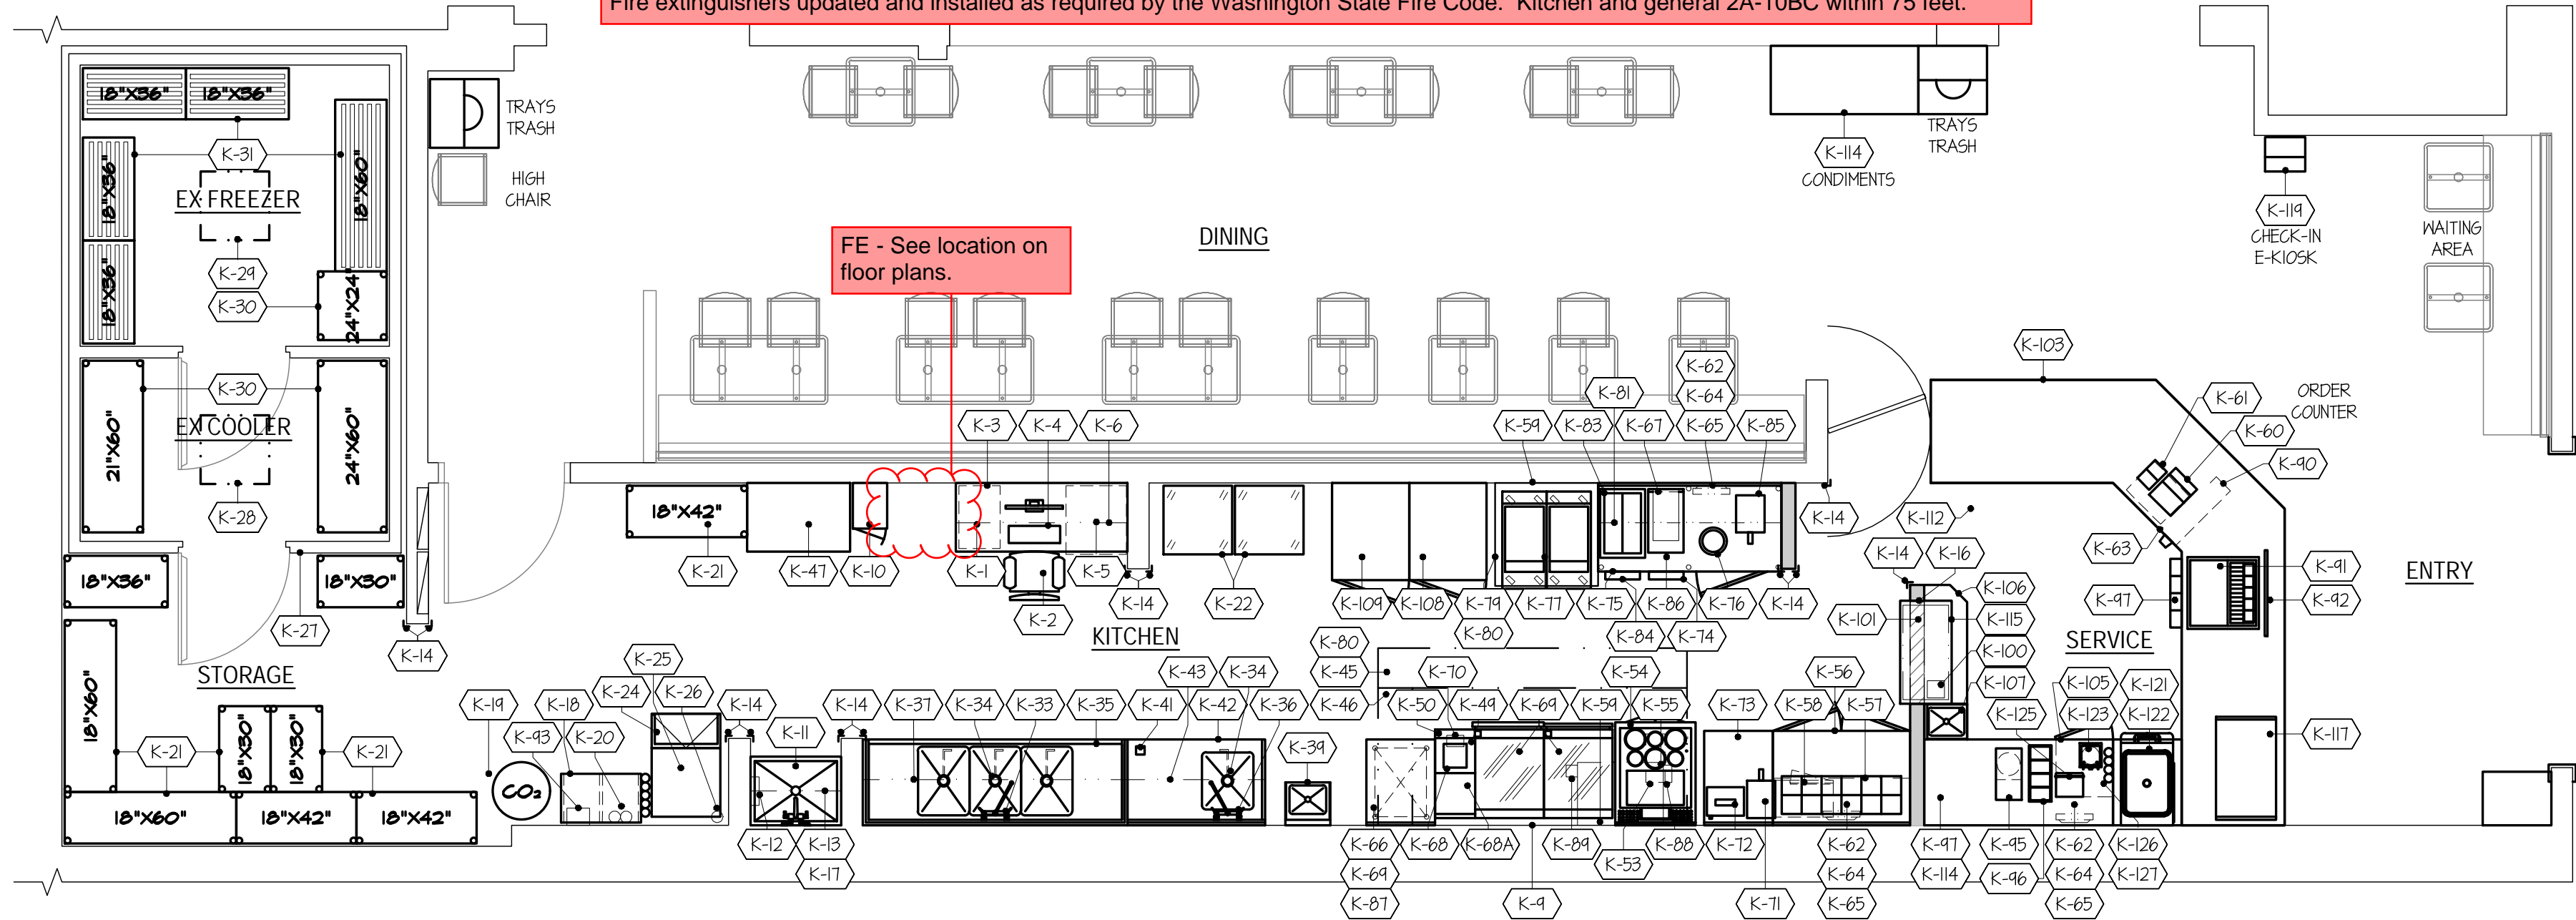 Fire extinguishers updated and installed as required by the Washington State Fire Code. Kitchen and general 2A-10BC within 75 feet.
18"X36"
18"X36"
K-31
18"X36"
18"X60"
EX FREEZER
18"X36"
K-29
K-30
24"X24"
TRAYS
TRASH
HIGH
CHAIR
K-30
21"X60"
24"X60"
EX COOLER
K-28
18"X36"
18"X30"
K-27
K-14
18"X60"
STORAGE
K-21
18"X30"
18"X30"
K-21
18"X60"
18"X42"
18"X42"
FE - See location on
floor plans.
DINING
K-114
CONDIMENTS
TRAYS
TRASH
K-119
CHECK-IN
E-KIOSK
WAITING
AREA
K-103
K-61
ORDER
COUNTER
K-60
K-90
K-62
K-81
K-64
K-3
K-4
K-6
K-59
K-83
K-67
K-65
K-85
18"X42"
K-14
K-112
K-21
K-47
K-10
K-1
K-5
K-2
K-14
K-22
K-109
K-108
K-79
K-80
K-77
K-75
K-86
K-76
K-14
K-84
K-74
K-63
K-14
K-16
K-106
K-101
K-115
K-100
K-107
K-97
K-91
K-92
ENTRY
SERVICE
KITCHEN
K-80
K-45
K-46
K-25
K-24
K-26
K-19
K-18
K-93
K-20
K-14
K-11
K-14
K-37
K-34
K-33
K-35
K-41
K-43
K-42
K-34
K-36
K-39
K-70
K-50
K-49
K-69
K-59
K-54
K-55
K-73
K-58
K-56
K-57
K-105
K-121
K-125
K-123
K-122
K-117
CO2
K-12
K-13
K-17
K-66
K-69
K-87
K-68
K-68A
K-9
K-89
K-53
K-88
K-72
K-71
K-62
K-64
K-65
K-97
K-114
K-95
K-96
K-62
K-64
K-65
K-126
K-127